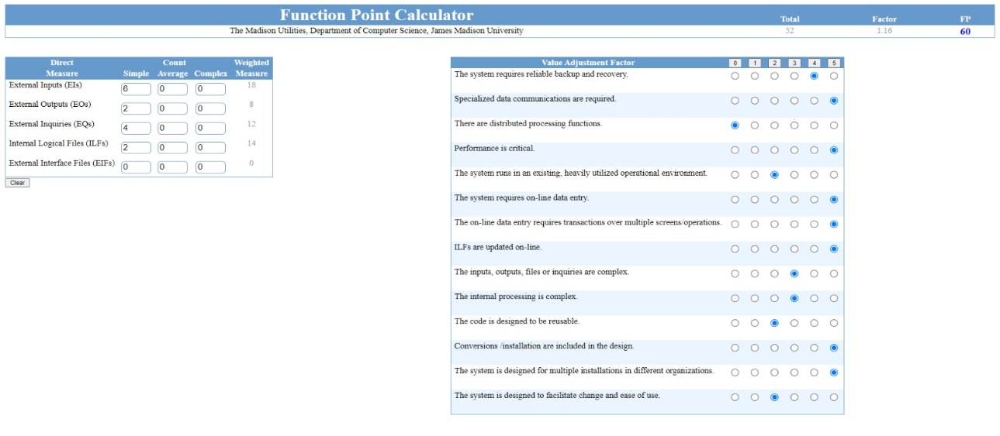 Function Point Calculator Total Factor FP
The Madison Utilities, Department of Computer Science, James Madison University 52 1.16 60
Direct Count Weighted
Measure Simple Average Complex Measure
External Inputs (EIs) 6 0 0 18
External Outputs (EOs) 2 0 0 8
External Inquiries (EQs) 4 0 0 12
Internal Logical Files (ILFs) 2 0 0 14
External Interface Files (EIFs) 0 0 0 0
Clear
Value Adjustment Factor 0 1 2 3 4 5
The system requires reliable backup and recovery.
Specialized data communications are required.
There are distributed processing functions.
Performance is critical.
The system runs in an existing, heavily utilized operational environment.
The system requires on-line data entry.
The on-line data entry requires transactions over multiple screens/operations.
ILFs are updated on-line.
The inputs, outputs, files or inquiries are complex.
The internal processing is complex.
The code is designed to be reusable.
Conversions /installation are included in the design.
The system is designed for multiple installations in different organizations.
The system is designed to facilitate change and ease of use.